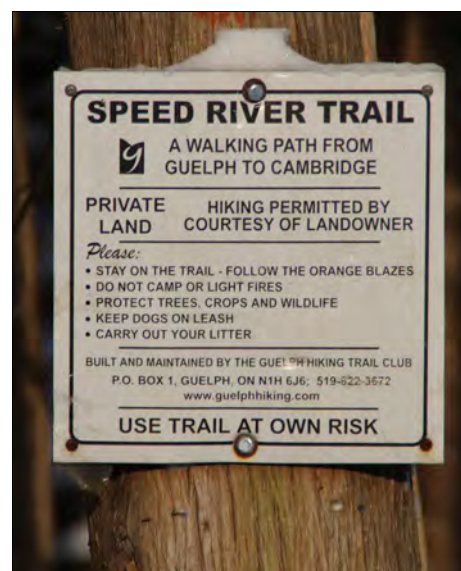 SPEED RIVER TRAIL
A WALKING PATH FROM
GUELPH TO CAMBRIDGE
PRIVATE LAND
HIKING PERMITTED BY
COURTESY OF LANDOWNER
Please:
• STAY ON THE TRAIL - FOLLOW THE ORANGE BLAZES
• DO NOT CAMP OR LIGHT FIRES
• PROTECT TREES, CROPS AND WILDLIFE
• KEEP DOGS ON LEASH
• CARRY OUT YOUR LITTER
BUILT AND MAINTAINED BY THE GUELPH HIKING TRAIL CLUB
P.O. BOX 1, GUELPH, ON N1H 6J6; 519-822-3672
www.guelphhiking.com
USE TRAIL AT OWN RISK